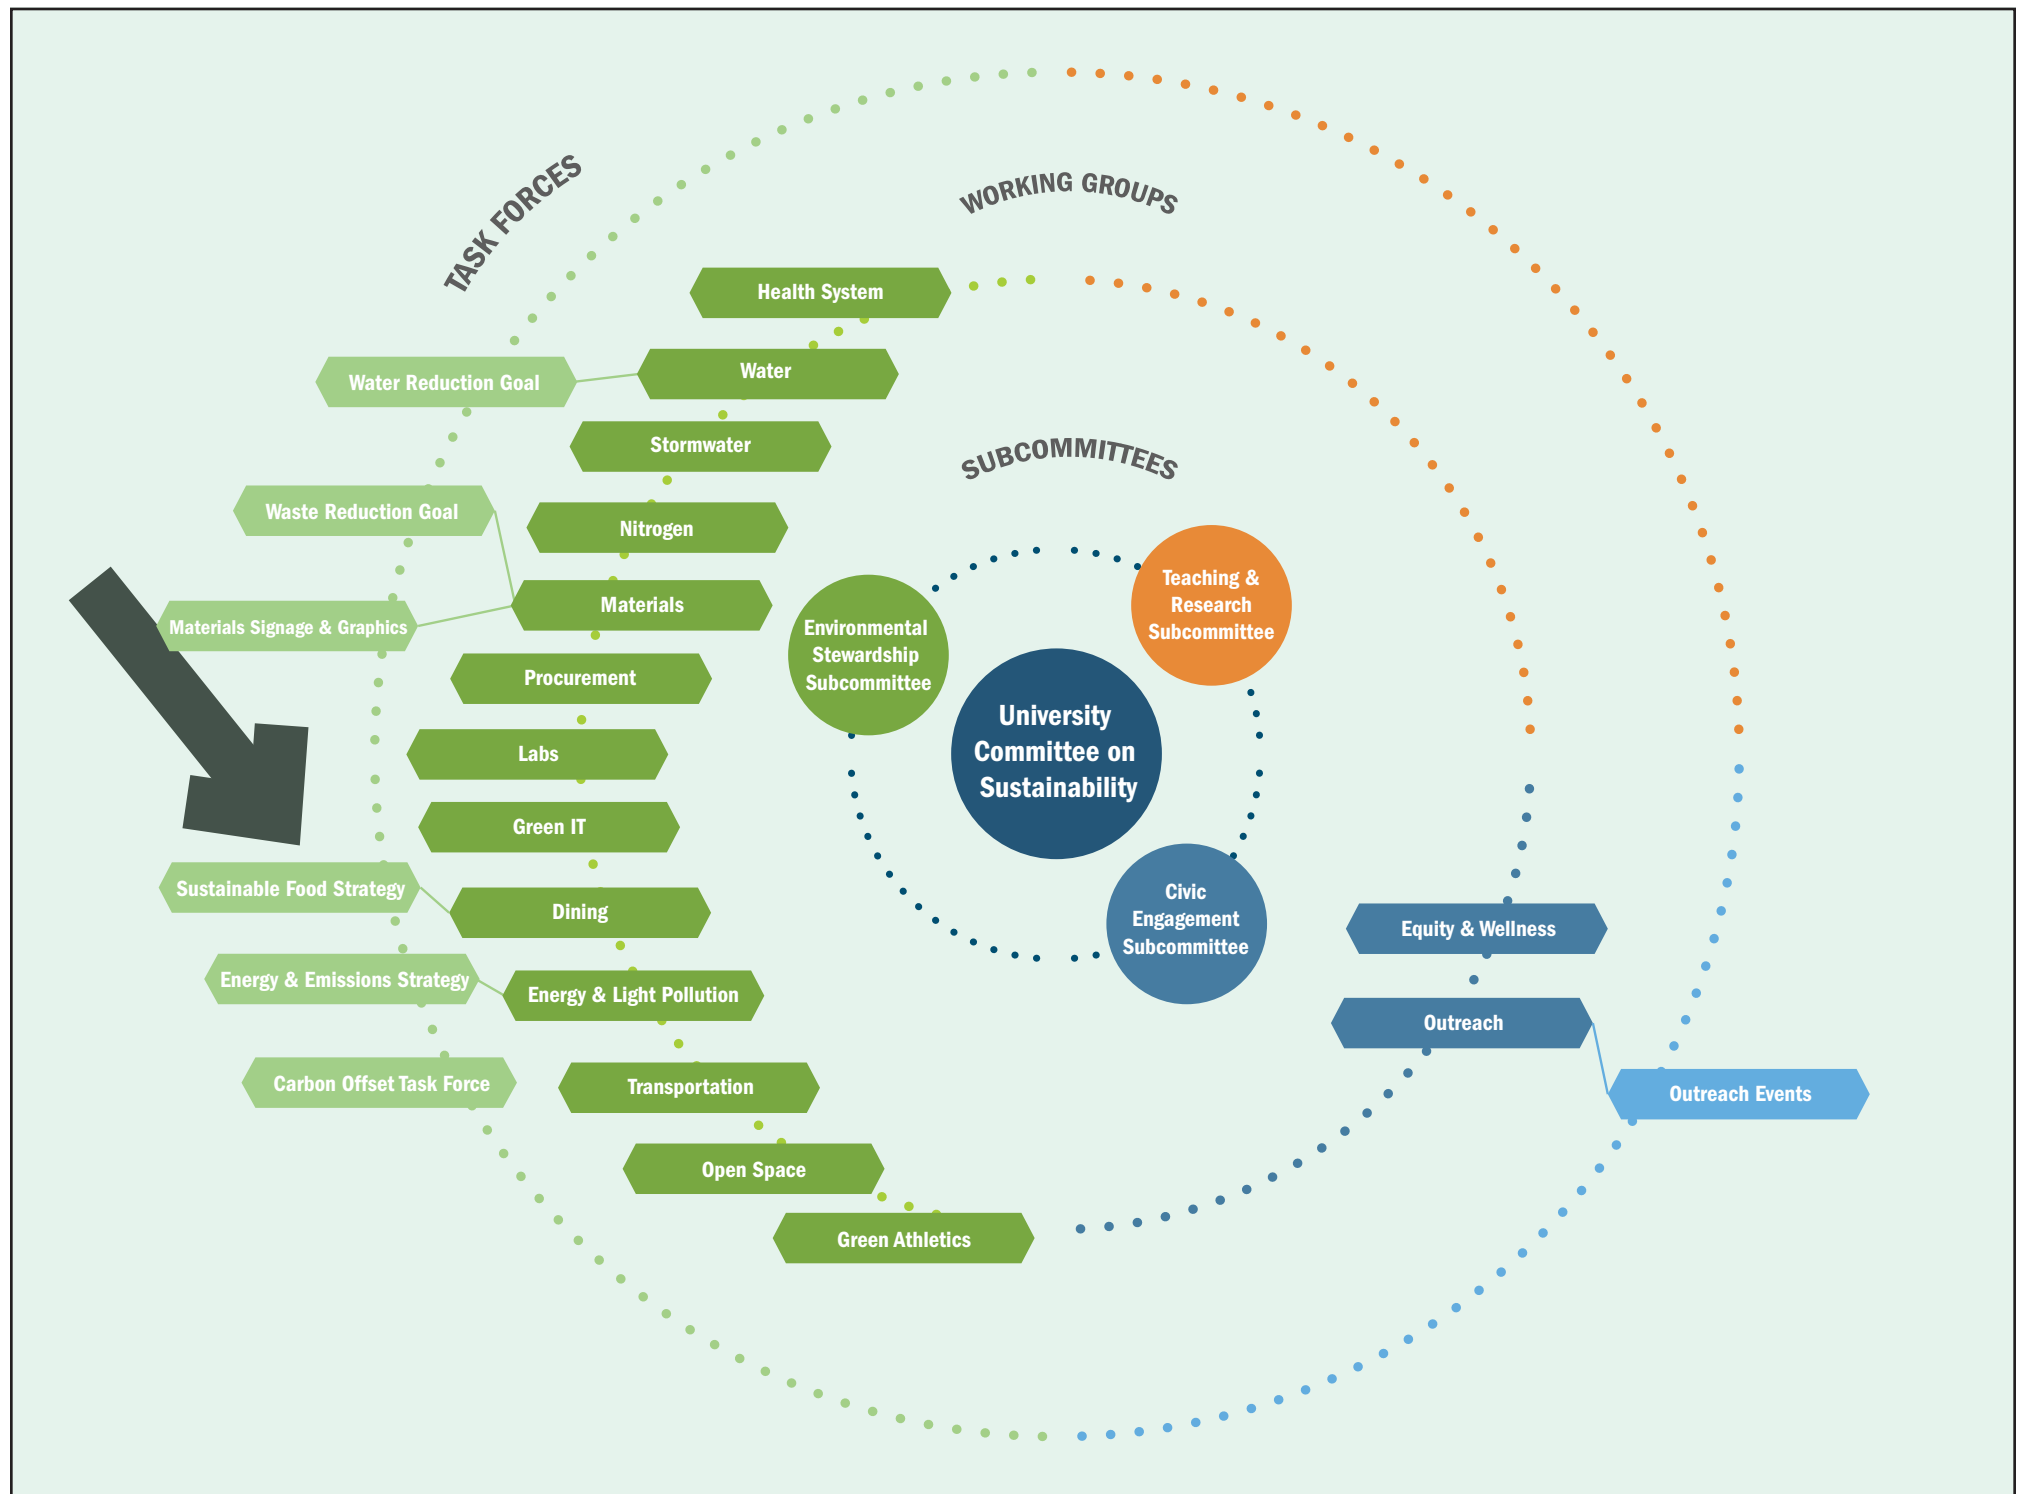 TASK FORCES
WORKING GROUPS
SUBCOMMITTEES
Health System
Water
Water Reduction Goal
Stormwater
Waste Reduction Goal
Nitrogen
Materials
Materials Signage & Graphics
Procurement
Labs
Green IT
Sustainable Food Strategy
Dining
Energy & Emissions Strategy
Energy & Light Pollution
Carbon Offset Task Force
Transportation
Open Space
Green Athletics
Environmental
Stewardship
Subcommittee
Teaching &
Research
Subcommittee
University
Committee on
Sustainability
Civic
Engagement
Subcommittee
Equity & Wellness
Outreach
Outreach Events